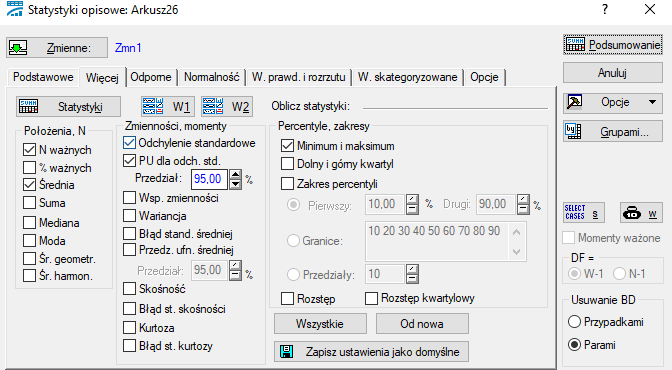 Statystyki opisowe: Arkusz26
Zmienne: Zmn1
Podsumowanie
Anuluj
Opcje
Grupami...
Podstawowe Więcej Odporne Normalność W. prawd. i rozrzutu W. skategoryzowane Opcje
Statystyki W1 W2 Oblicz statystyki:
Położenia, N
N ważnych
% ważnych
Średnia
Suma
Mediana
Moda
Śr. geometr.
Śr. harmon.
Zmienności, momenty
Odchylenie standardowe
PU dla odch. std.
Przedział: 95,00 %
Wsp. zmienności
Wariancja
Błąd stand. średniej
Przedz. ufn. średniej
Przedział: 95,00 %
Skośność
Błąd st. skośności
Kurtoza
Błąd st. kurtozy
Percentyle, zakresy
Minimum i maksimum
Dolny i górny kwartyl
Zakres percentyli
Pierwszy: 10,00 % Drugi: 90,00 %
Granice: 10 20 30 40 50 60 70 80 90
Przedziały: 10
Rozstęp Rozstęp kwartylowy
Wszystkie Od nowa
Zapisz ustawienia jako domyślne
SELECT CASES S W
Momenty ważone
DF =
W-1 N-1
Usuwanie BD
Przypadkami
Parami